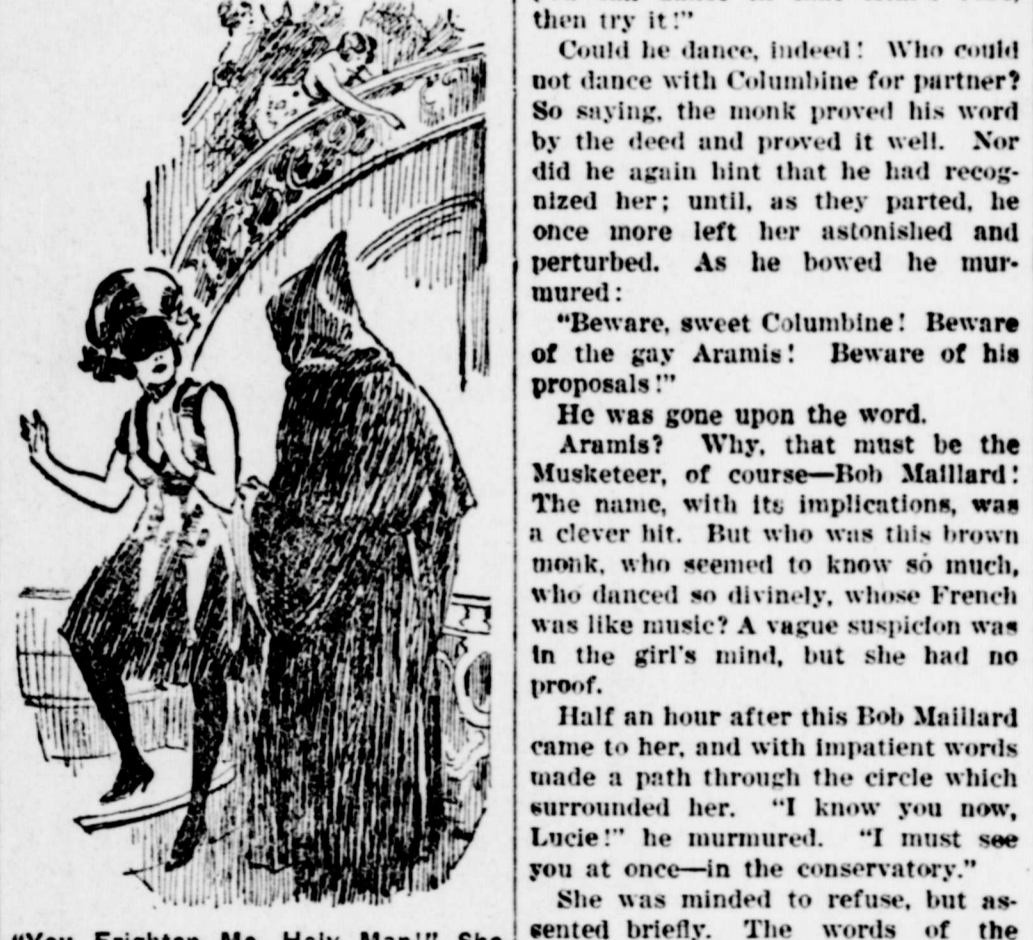 then try it!"
Could he dance, indeed! Who could
not dance with Columbine for partner?
So saying, the monk proved his word
by the deed and proved it well. Nor
did he again hint that he had recog-
nized her; until, as they parted, he
once more left her astonished and
perturbed. As he bowed he mur-
mured:
"Beware, sweet Columbine! Beware
of the gay Aramis! Beware of his
proposals!"
He was gone upon the word.
Aramis? Why, that must be the
Musketeer, of course—Bob Maillard!
The name, with its implications, was
a clever hit. But who was this brown
monk, who seemed to know so much,
who danced so divinely, whose French
was like music? A vague suspicion was
in the girl's mind, but she had no
proof.
Half an hour after this Bob Maillard
came to her, and with impatient words
made a path through the circle which
surrounded her. "I know you now,
Lucie!" he murmured. "I must see
you at once—in the conservatory."
She was minded to refuse, but as-
sented briefly. The words of the
"You Frighten Me, Holy Man!" She